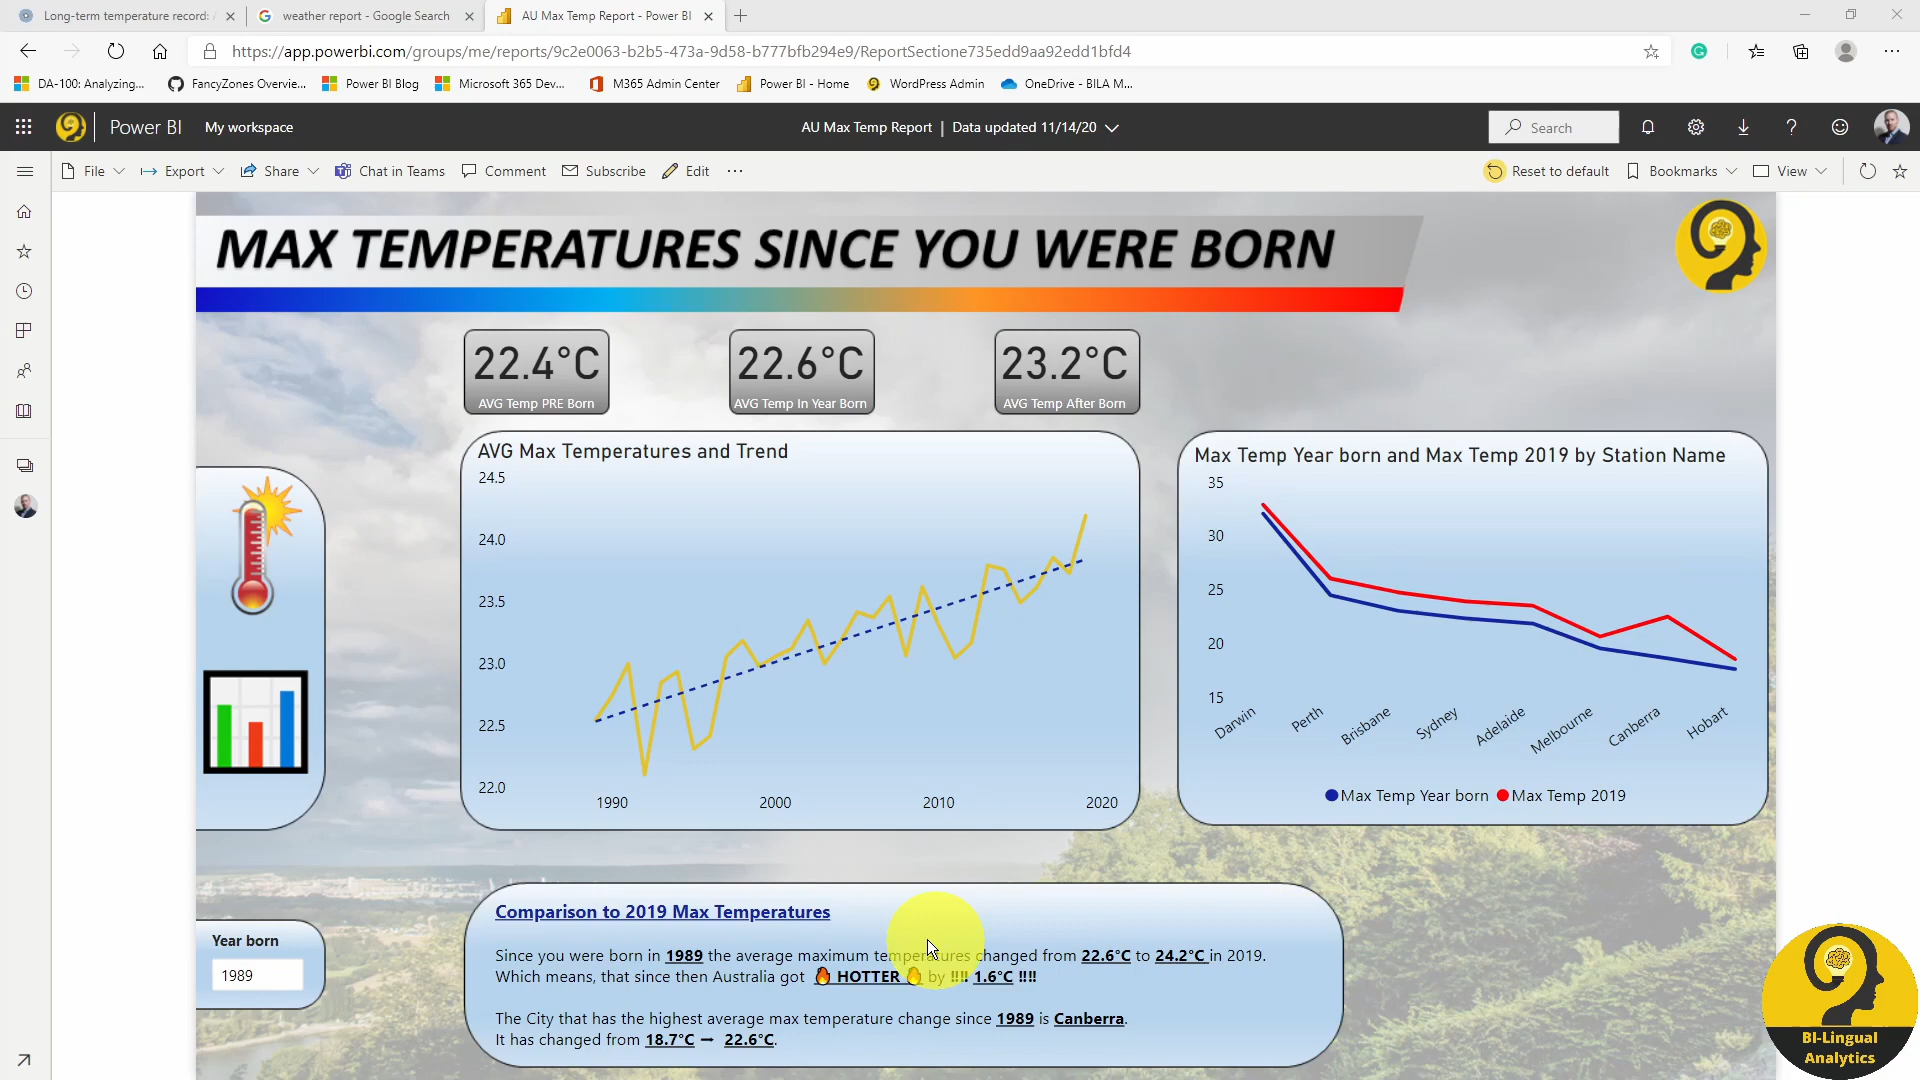 Long-term temperature record:
weather report - Google Search
AU Max Temp Report - Power BI
https://app.powerbi.com/groups/me/reports/9c2e0063-b2b5-473a-9d58-b777bfb294e9/ReportSectione735edd9aa92edd1bfd4
DA-100: Analyzing...
FancyZones Overvie...
Power BI Blog
Microsoft 365 Dev...
M365 Admin Center
Power BI - Home
WordPress Admin
OneDrive - BILA M...
Power BI
My workspace
AU Max Temp Report | Data updated 11/14/20
Search
File
Export
Share
Chat in Teams
Comment
Subscribe
Edit
Reset to default
Bookmarks
View
MAX TEMPERATURES SINCE YOU WERE BORN
22.4°C
AVG Temp PRE Born
22.6°C
AVG Temp In Year Born
23.2°C
AVG Temp After Born
AVG Max Temperatures and Trend
24.5
24.0
23.5
23.0
22.5
22.0
1990
2000
2010
2020
Max Temp Year born and Max Temp 2019 by Station Name
35
30
25
20
15
Darwin
Perth
Brisbane
Sydney
Adelaide
Melbourne
Canberra
Hobart
Max Temp Year born
Max Temp 2019
Year born
1989
Comparison to 2019 Max Temperatures
Since you were born in 1989 the average maximum temperatures changed from 22.6°C to 24.2°C in 2019.
Which means, that since then Australia got 🔥 HOTTER 🔥 by !!!! 1.6°C !!!!
The City that has the highest average max temperature change since 1989 is Canberra.
It has changed from 18.7°C → 22.6°C.
BI-Lingual
Analytics